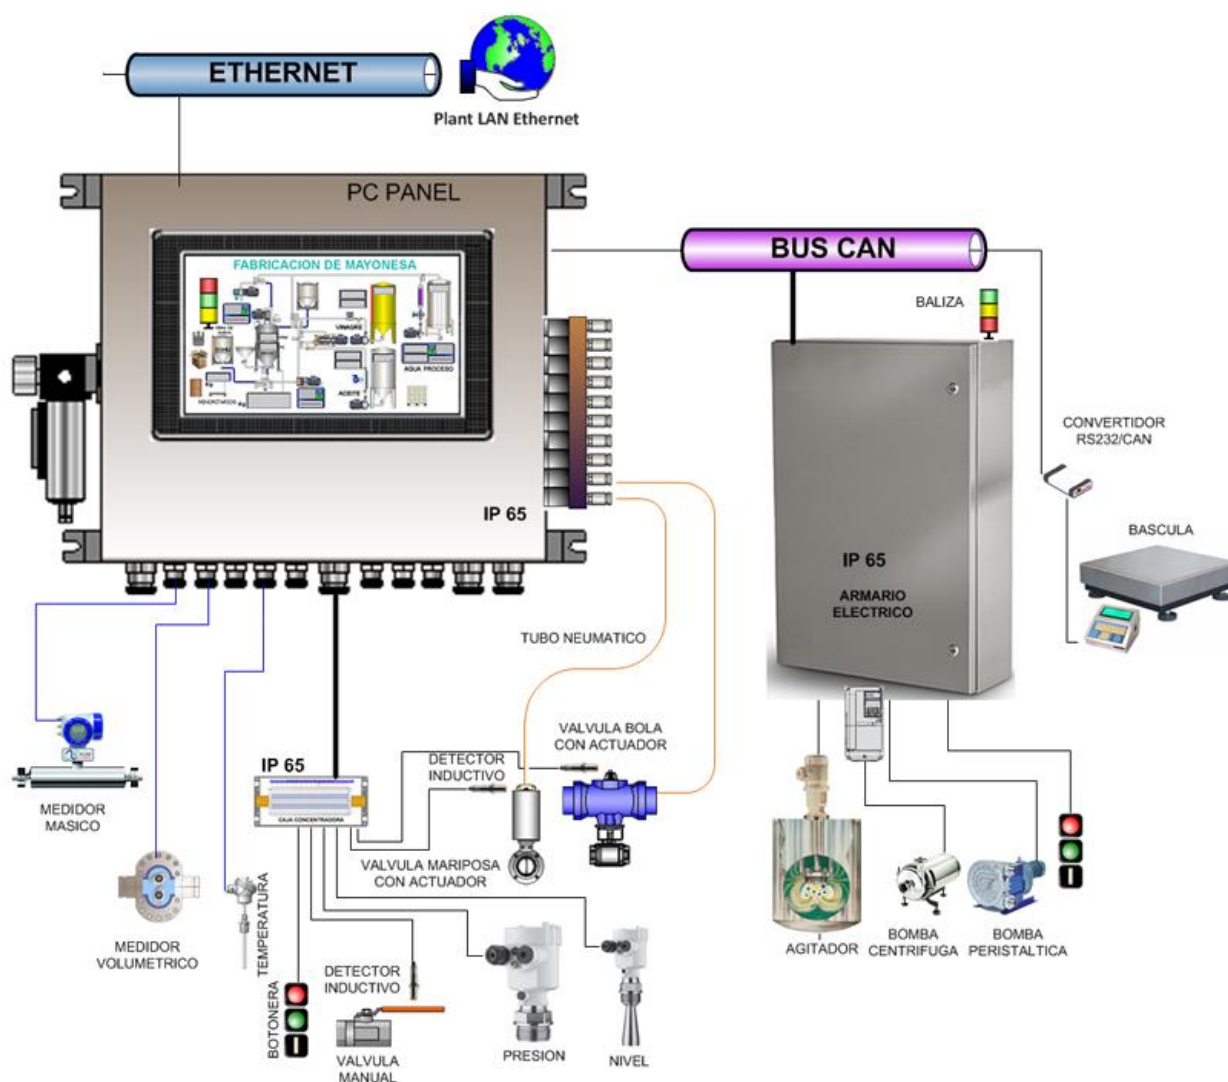 ETHERNET
Plant LAN Ethernet
PC PANEL
FABRICACION DE MAYONESA
VINAGRE
AGUA PROCESO
ACEITE
IP 65
BUS CAN
BALIZA
CONVERTIDOR
RS232/CAN
BASCULA
IP 65
ARMARIO
ELECTRICO
TUBO NEUMATICO
VALVULA BOLA
CON ACTUADOR
DETECTOR
INDUCTIVO
IP 65
CAJA CONCENTRADORA
MEDIDOR
MASICO
VALVULA MARIPOSA
CON ACTUADOR
MEDIDOR
VOLUMETRICO
TEMPERATURA
BOTONERA
DETECTOR
INDUCTIVO
VALVULA
MANUAL
PRESION
NIVEL
AGITADOR
BOMBA
CENTRIFUGA
BOMBA
PERISTALTICA